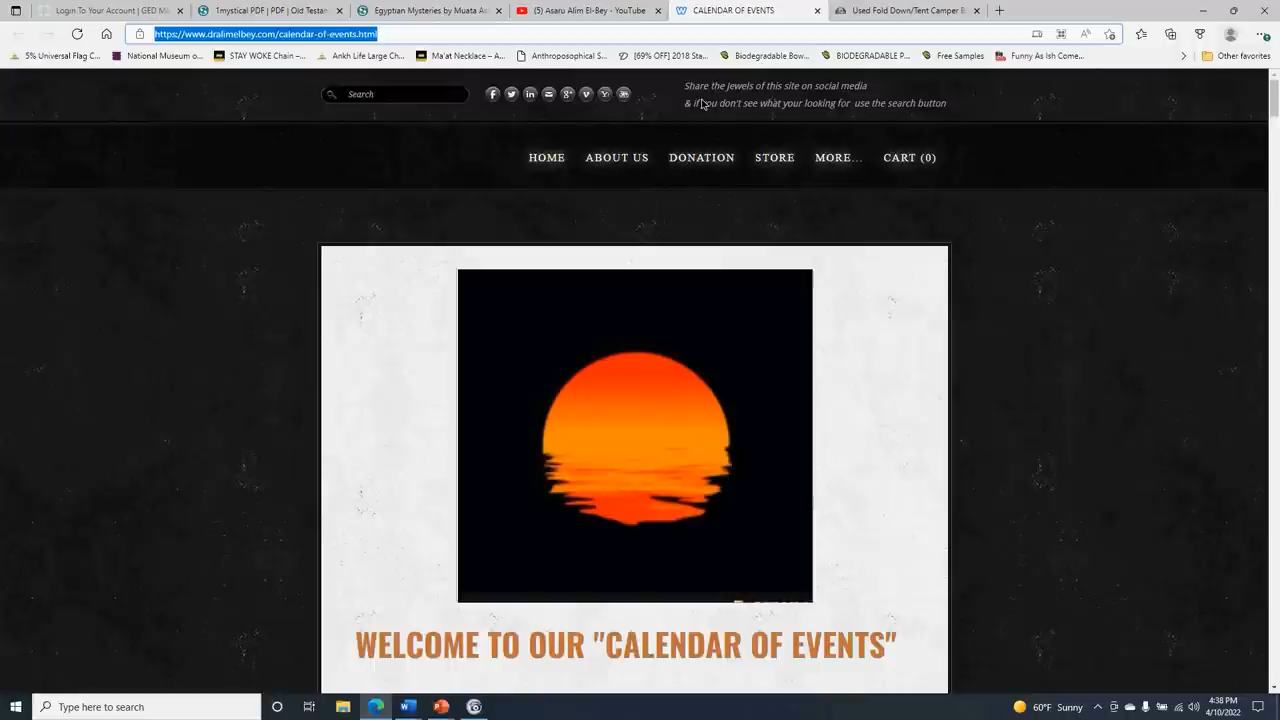 Login To Your Account | GED Ma
1mystical PDF | PDF | Old Testan
Egyptian Mysteries by Muata As
(5) Asaru Alim El-Bey - YouTube
CALENDAR OF EVENTS
Used Fold Down/Tent Camper B
https://www.dralimelbey.com/calendar-of-events.html
5% Universal Flag C...
National Museum o...
STAY WOKE Chain –...
Ankh Life Large Ch...
Ma'at Necklace – A...
Anthroposophical S...
[69% OFF] 2018 Sta...
Biodegradable Bow...
BIODEGRADABLE P...
Free Samples
Funny As Ish Come...
Other favorites
Search
Share the Jewels of this site on social media
& if you don't see what your looking for use the search button
HOME ABOUT US DONATION STORE MORE... CART (0)
WELCOME TO OUR "CALENDAR OF EVENTS"
Type here to search
60°F Sunny
4:38 PM
4/10/2022